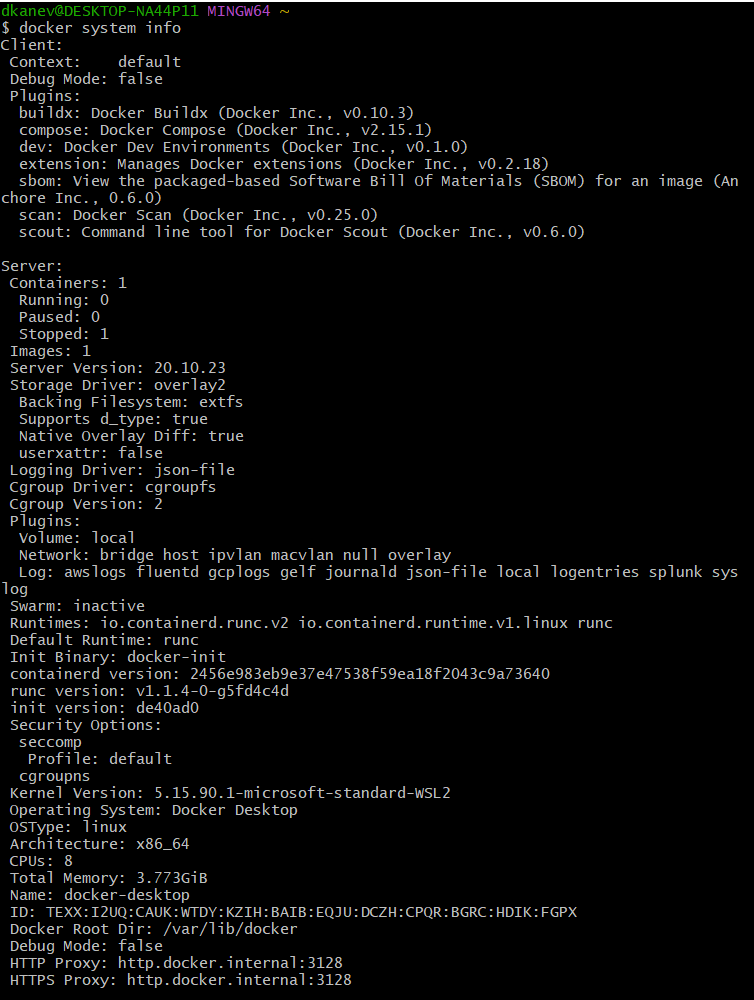 dkanev@DESKTOP-NA44P11 MINGW64 ~
$ docker system info
Client:
 Context:    default
 Debug Mode: false
 Plugins:
  buildx: Docker Buildx (Docker Inc., v0.10.3)
  compose: Docker Compose (Docker Inc., v2.15.1)
  dev: Docker Dev Environments (Docker Inc., v0.1.0)
  extension: Manages Docker extensions (Docker Inc., v0.2.18)
  sbom: View the packaged-based Software Bill Of Materials (SBOM) for an image (An
chore Inc., 0.6.0)
  scan: Docker Scan (Docker Inc., v0.25.0)
  scout: Command line tool for Docker Scout (Docker Inc., v0.6.0)

Server:
 Containers: 1
  Running: 0
  Paused: 0
  Stopped: 1
 Images: 1
 Server Version: 20.10.23
 Storage Driver: overlay2
  Backing Filesystem: extfs
  Supports d_type: true
  Native Overlay Diff: true
  userxattr: false
 Logging Driver: json-file
 Cgroup Driver: cgroupfs
 Cgroup Version: 2
 Plugins:
  Volume: local
  Network: bridge host ipvlan macvlan null overlay
  Log: awslogs fluentd gcplogs gelf journald json-file local logentries splunk sys
log
 Swarm: inactive
 Runtimes: io.containerd.runc.v2 io.containerd.runtime.v1.linux runc
 Default Runtime: runc
 Init Binary: docker-init
 containerd version: 2456e983eb9e37e47538f59ea18f2043c9a73640
 runc version: v1.1.4-0-g5fd4c4d
 init version: de40ad0
 Security Options:
  seccomp
   Profile: default
  cgroupns
 Kernel Version: 5.15.90.1-microsoft-standard-WSL2
 Operating System: Docker Desktop
 OSType: linux
 Architecture: x86_64
 CPUs: 8
 Total Memory: 3.773GiB
 Name: docker-desktop
 ID: TEXX:I2UQ:CAUK:WTDY:KZIH:BAIB:EQJU:DCZH:CPQR:BGRC:HDIK:FGPX
 Docker Root Dir: /var/lib/docker
 Debug Mode: false
 HTTP Proxy: http.docker.internal:3128
 HTTPS Proxy: http.docker.internal:3128